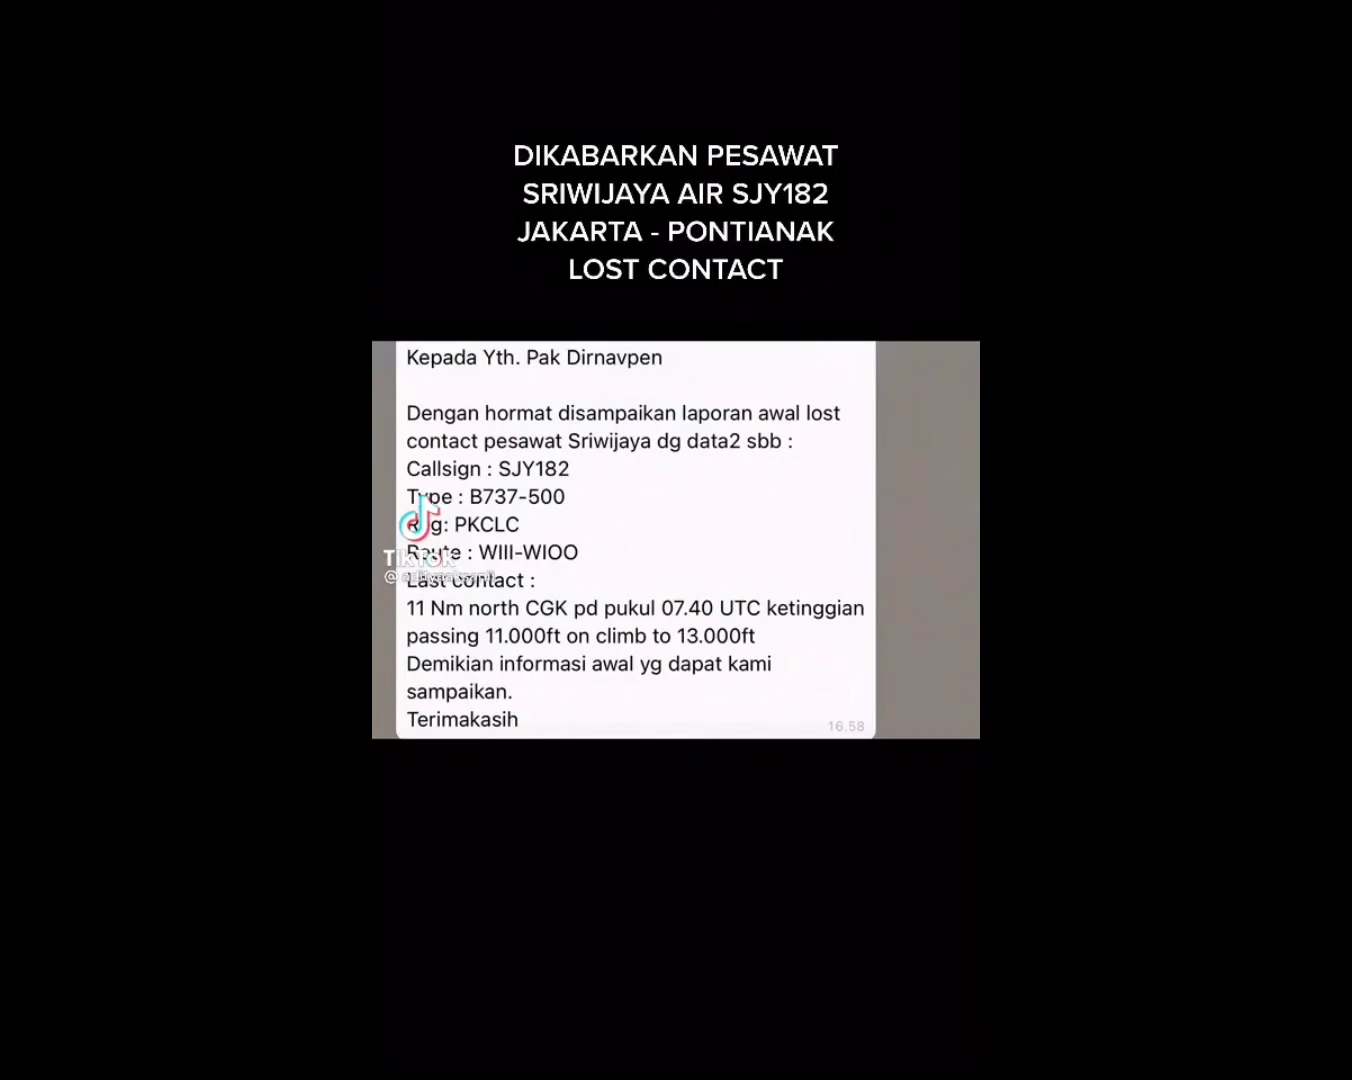 DIKABARKAN PESAWAT
SRIWIJAYA AIR SJY182
JAKARTA - PONTIANAK
LOST CONTACT
Kepada Yth. Pak Dirnavpen
Dengan hormat disampaikan laporan awal lost
contact pesawat Sriwijaya dg data2 sbb :
Callsign : SJY182
Type : B737-500
Reg: PKCLC
Route : WIII-WIOO
TikTok
Last contact :
11 Nm north CGK pd pukul 07.40 UTC ketinggian
passing 11.000ft on climb to 13.000ft
Demikian informasi awal yg dapat kami
sampaikan.
Terimakasih
16.58